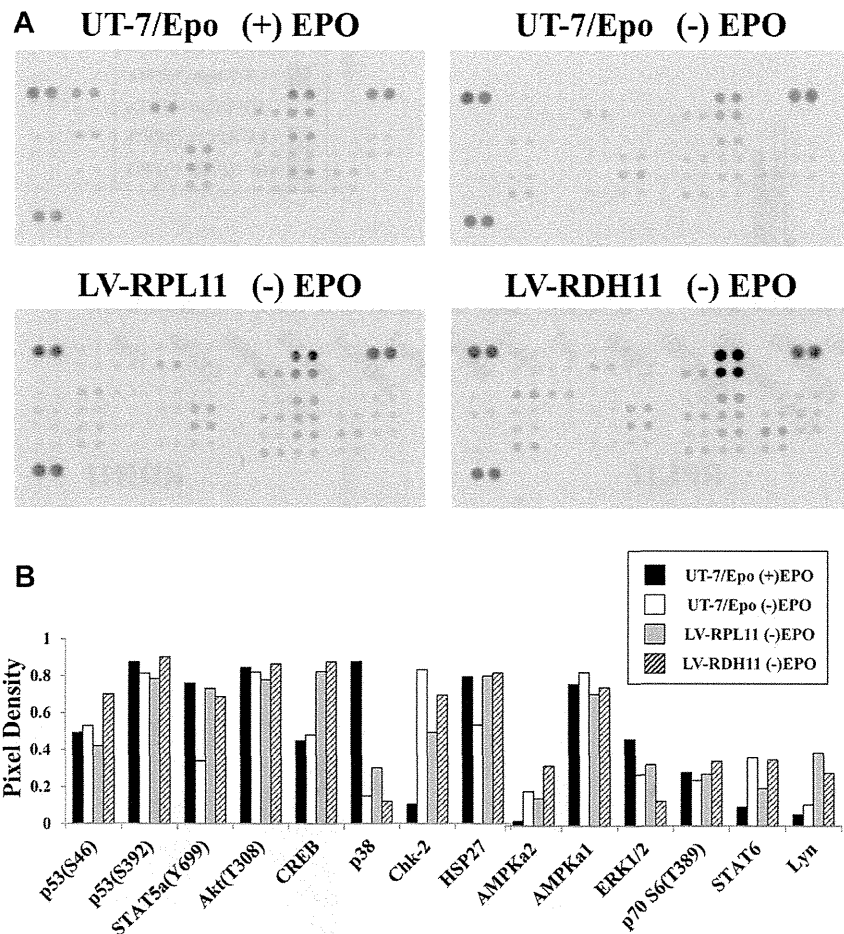 A
UT-7/Epo (+) EPO
UT-7/Epo (-) EPO
LV-RPL11 (-) EPO
LV-RDH11 (-) EPO
B
UT-7/Epo (+)EPO
UT-7/Epo (-)EPO
LV-RPL11 (-)EPO
LV-RDH11 (-)EPO
Pixel Density
1
0.8
0.6
0.4
0.2
0
p53(S46)
p53(S392)
STAT5a(Y699)
Akt(T308)
CREB
p38
Chk-2
HSP27
AMPKa2
AMPKa1
ERK1/2
p70 S6(T389)
STAT6
Lyn